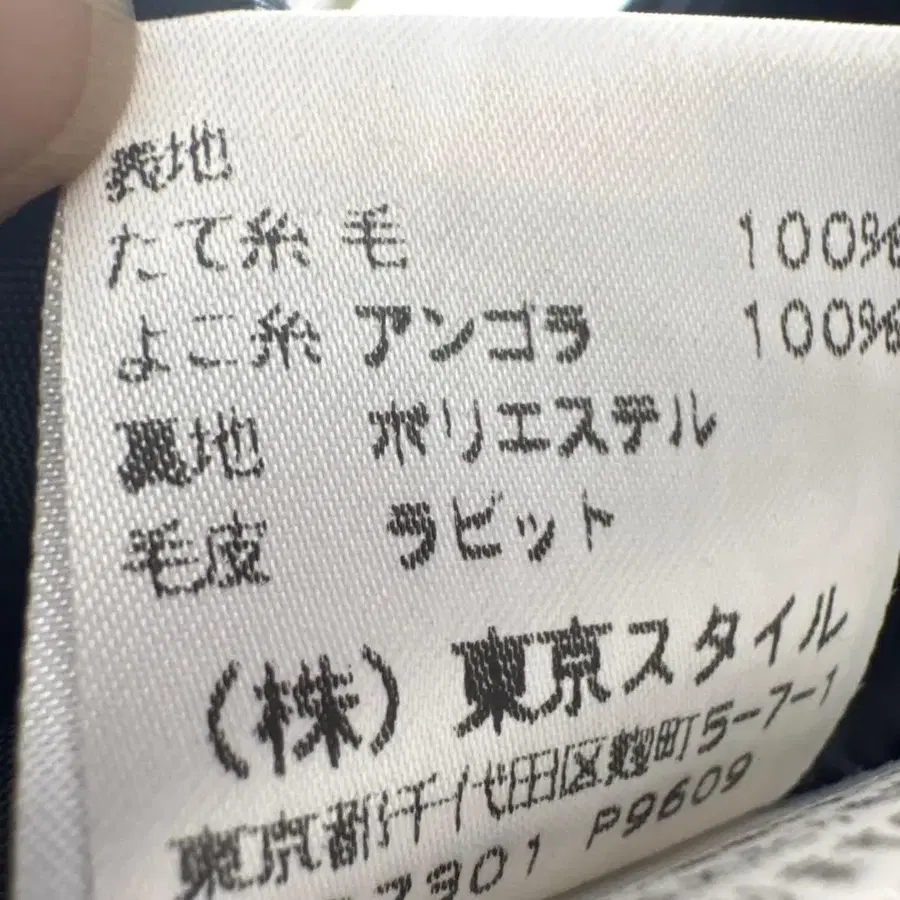 表地
たて糸 毛 100%
よこ糸 アンゴラ 100%
裏地 ポリエステル
毛皮 ラビット
(株)東京スタイル
東京都千代田区麹町5-7-1
7301 P9609